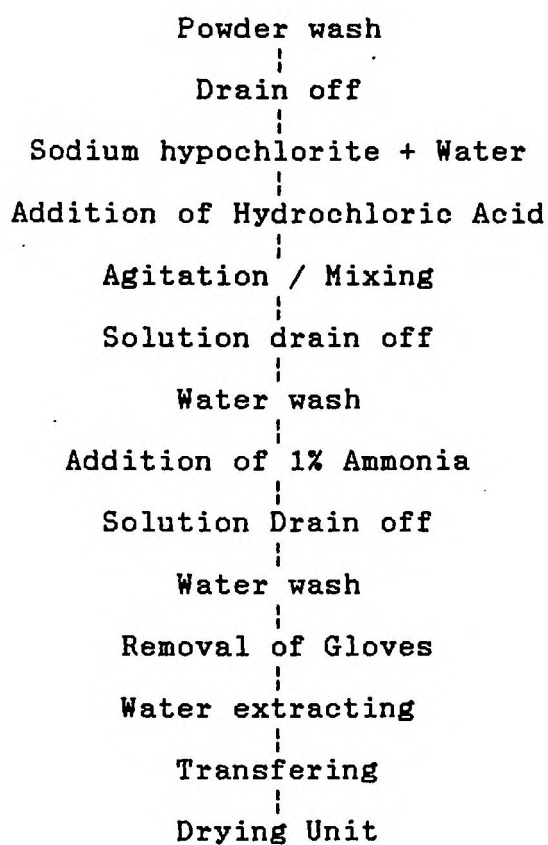 Powder wash
Drain off
Sodium hypochlorite + Water
Addition of Hydrochloric Acid
Agitation / Mixing
Solution drain off
Water wash
Addition of 1% Ammonia
Solution Drain off
Water wash
Removal of Gloves
Water extracting
Transfering
Drying Unit